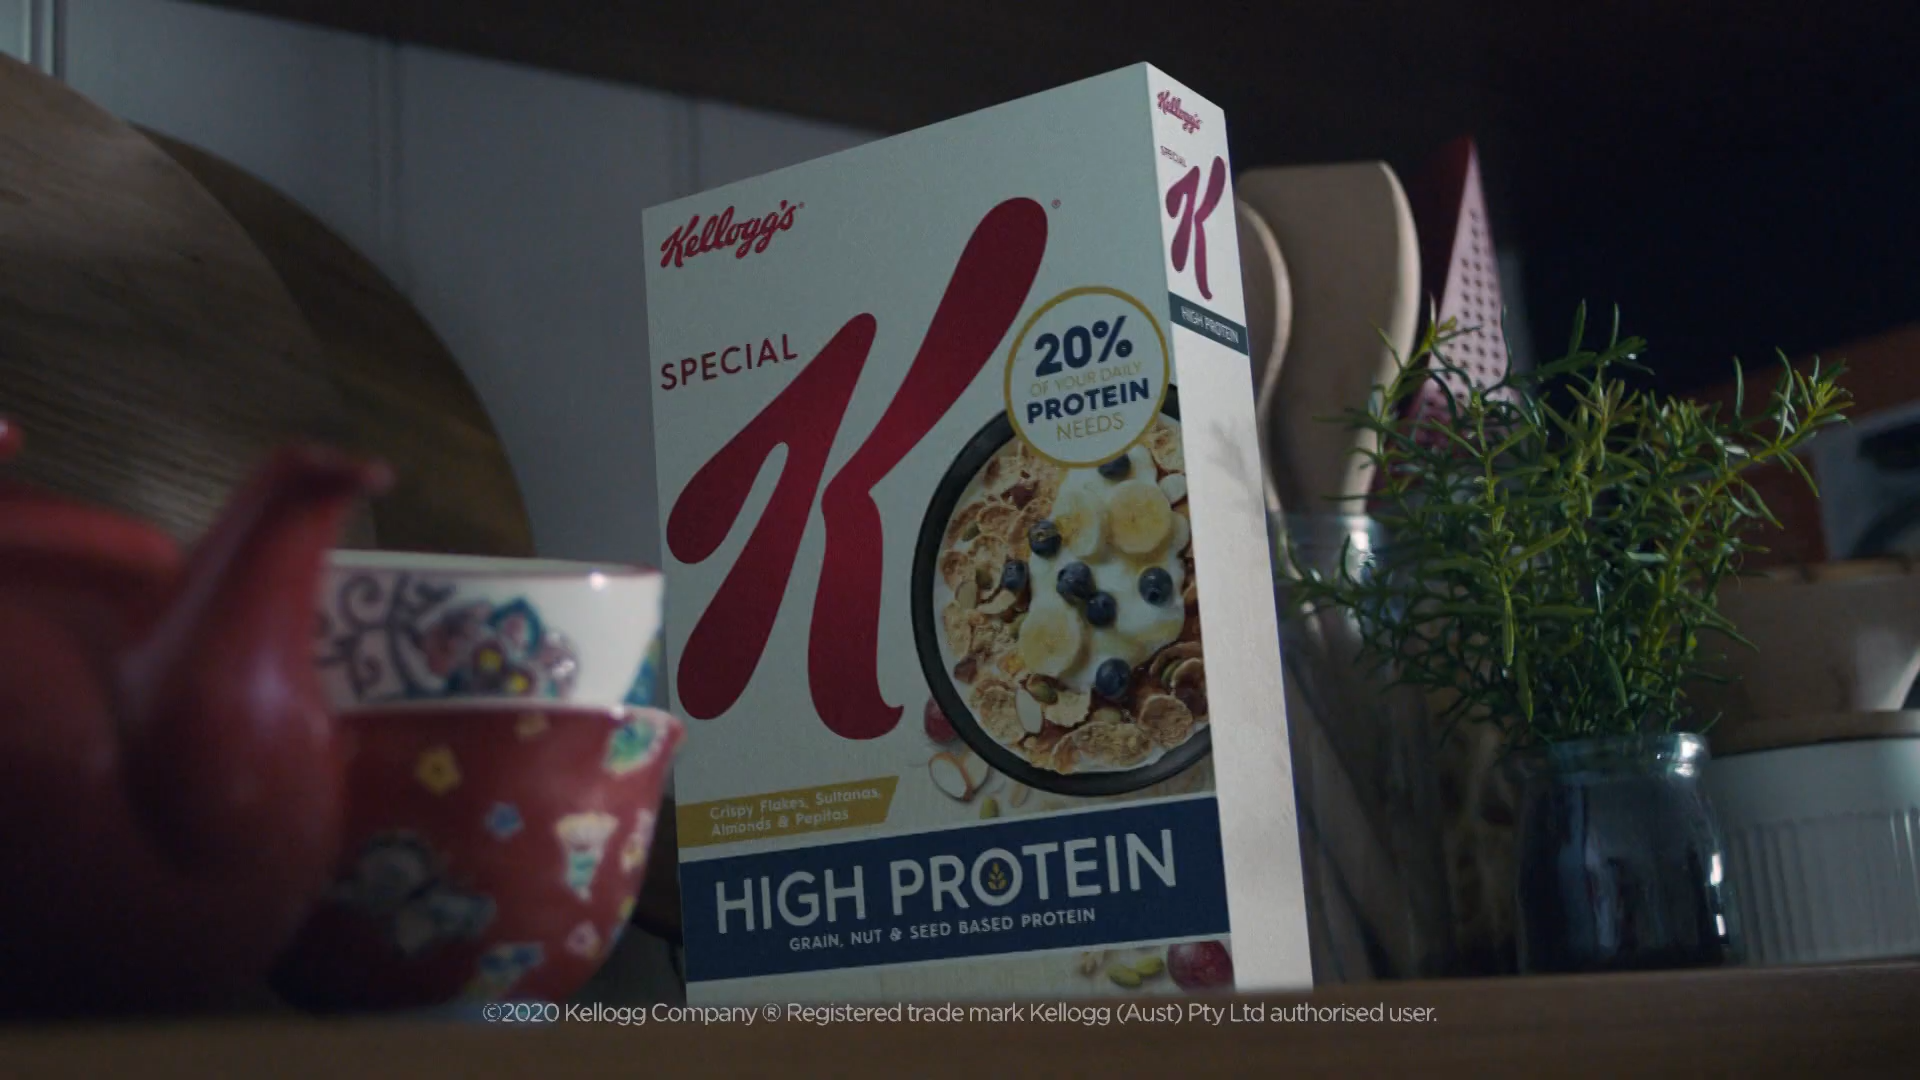 Kellogg's®
SPECIAL
K®
20%
OF YOUR DAILY
PROTEIN
NEEDS
Crispy Flakes, Sultanas,
Almonds & Pepitas
HIGH PROTEIN
GRAIN, NUT & SEED BASED PROTEIN
Kellogg's
SPECIAL
K
HIGH PROTEIN
©2020 Kellogg Company ® Registered trade mark Kellogg (Aust) Pty Ltd authorised user.